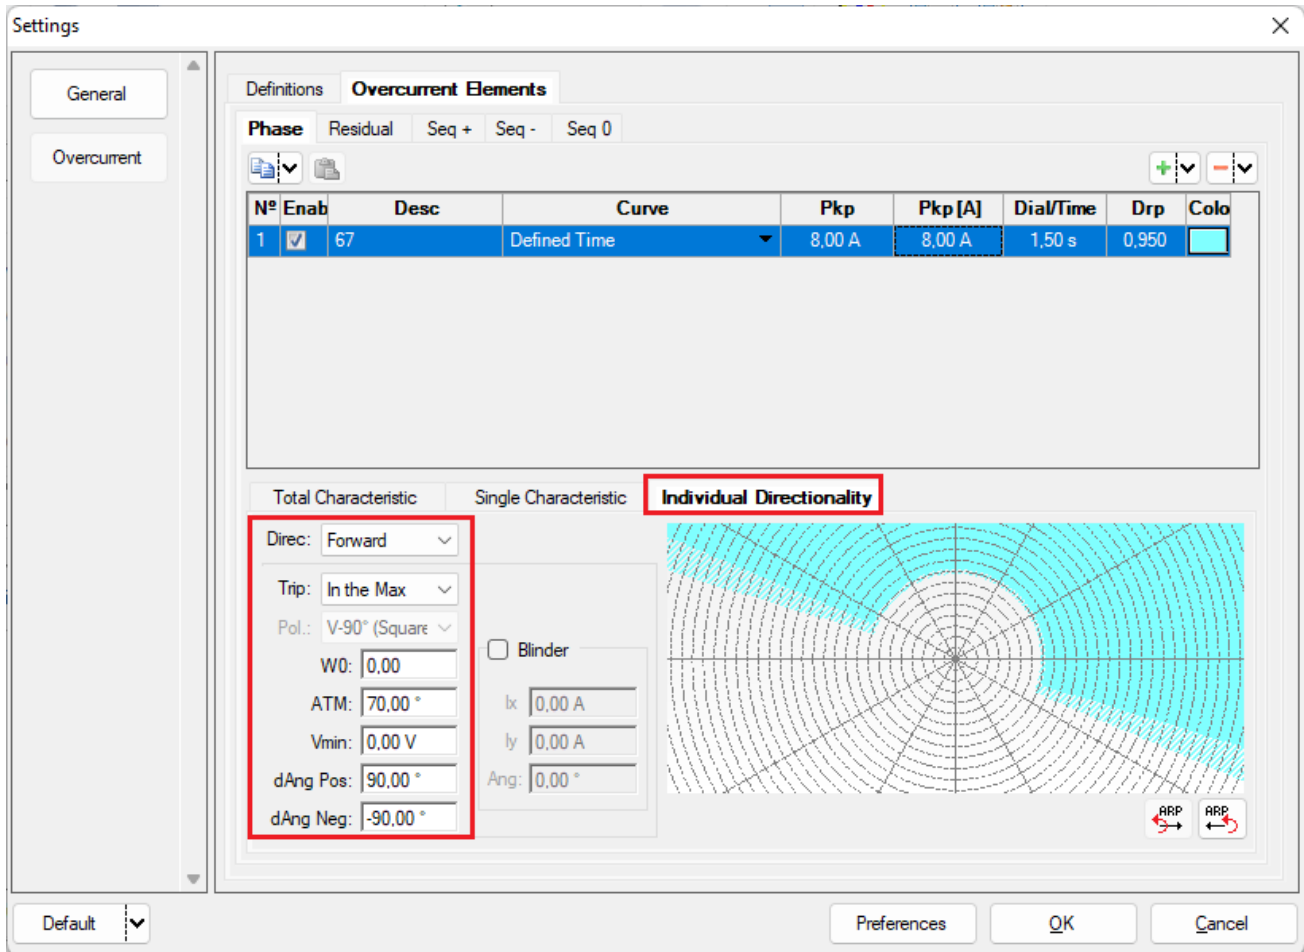 Settings
General
Overcurrent
Definitions Overcurrent Elements
Phase Residual Seq + Seq - Seq 0
Nº Enab Desc Curve Pkp Pkp [A] Dial/Time Drp Colo
1 67 Defined Time 8,00 A 8,00 A 1,50 s 0,950
Total Characteristic Single Characteristic Individual Directionality
Direc: Forward
Trip: In the Max
Pol.: V-90° (Square
W0: 0,00
ATM: 70,00 °
Vmin: 0,00 V
dAng Pos: 90,00 °
dAng Neg: -90,00 °
Blinder
Ix 0,00 A
Iy 0,00 A
Ang: 0,00 °
ARP ARP
Default Preferences OK Cancel